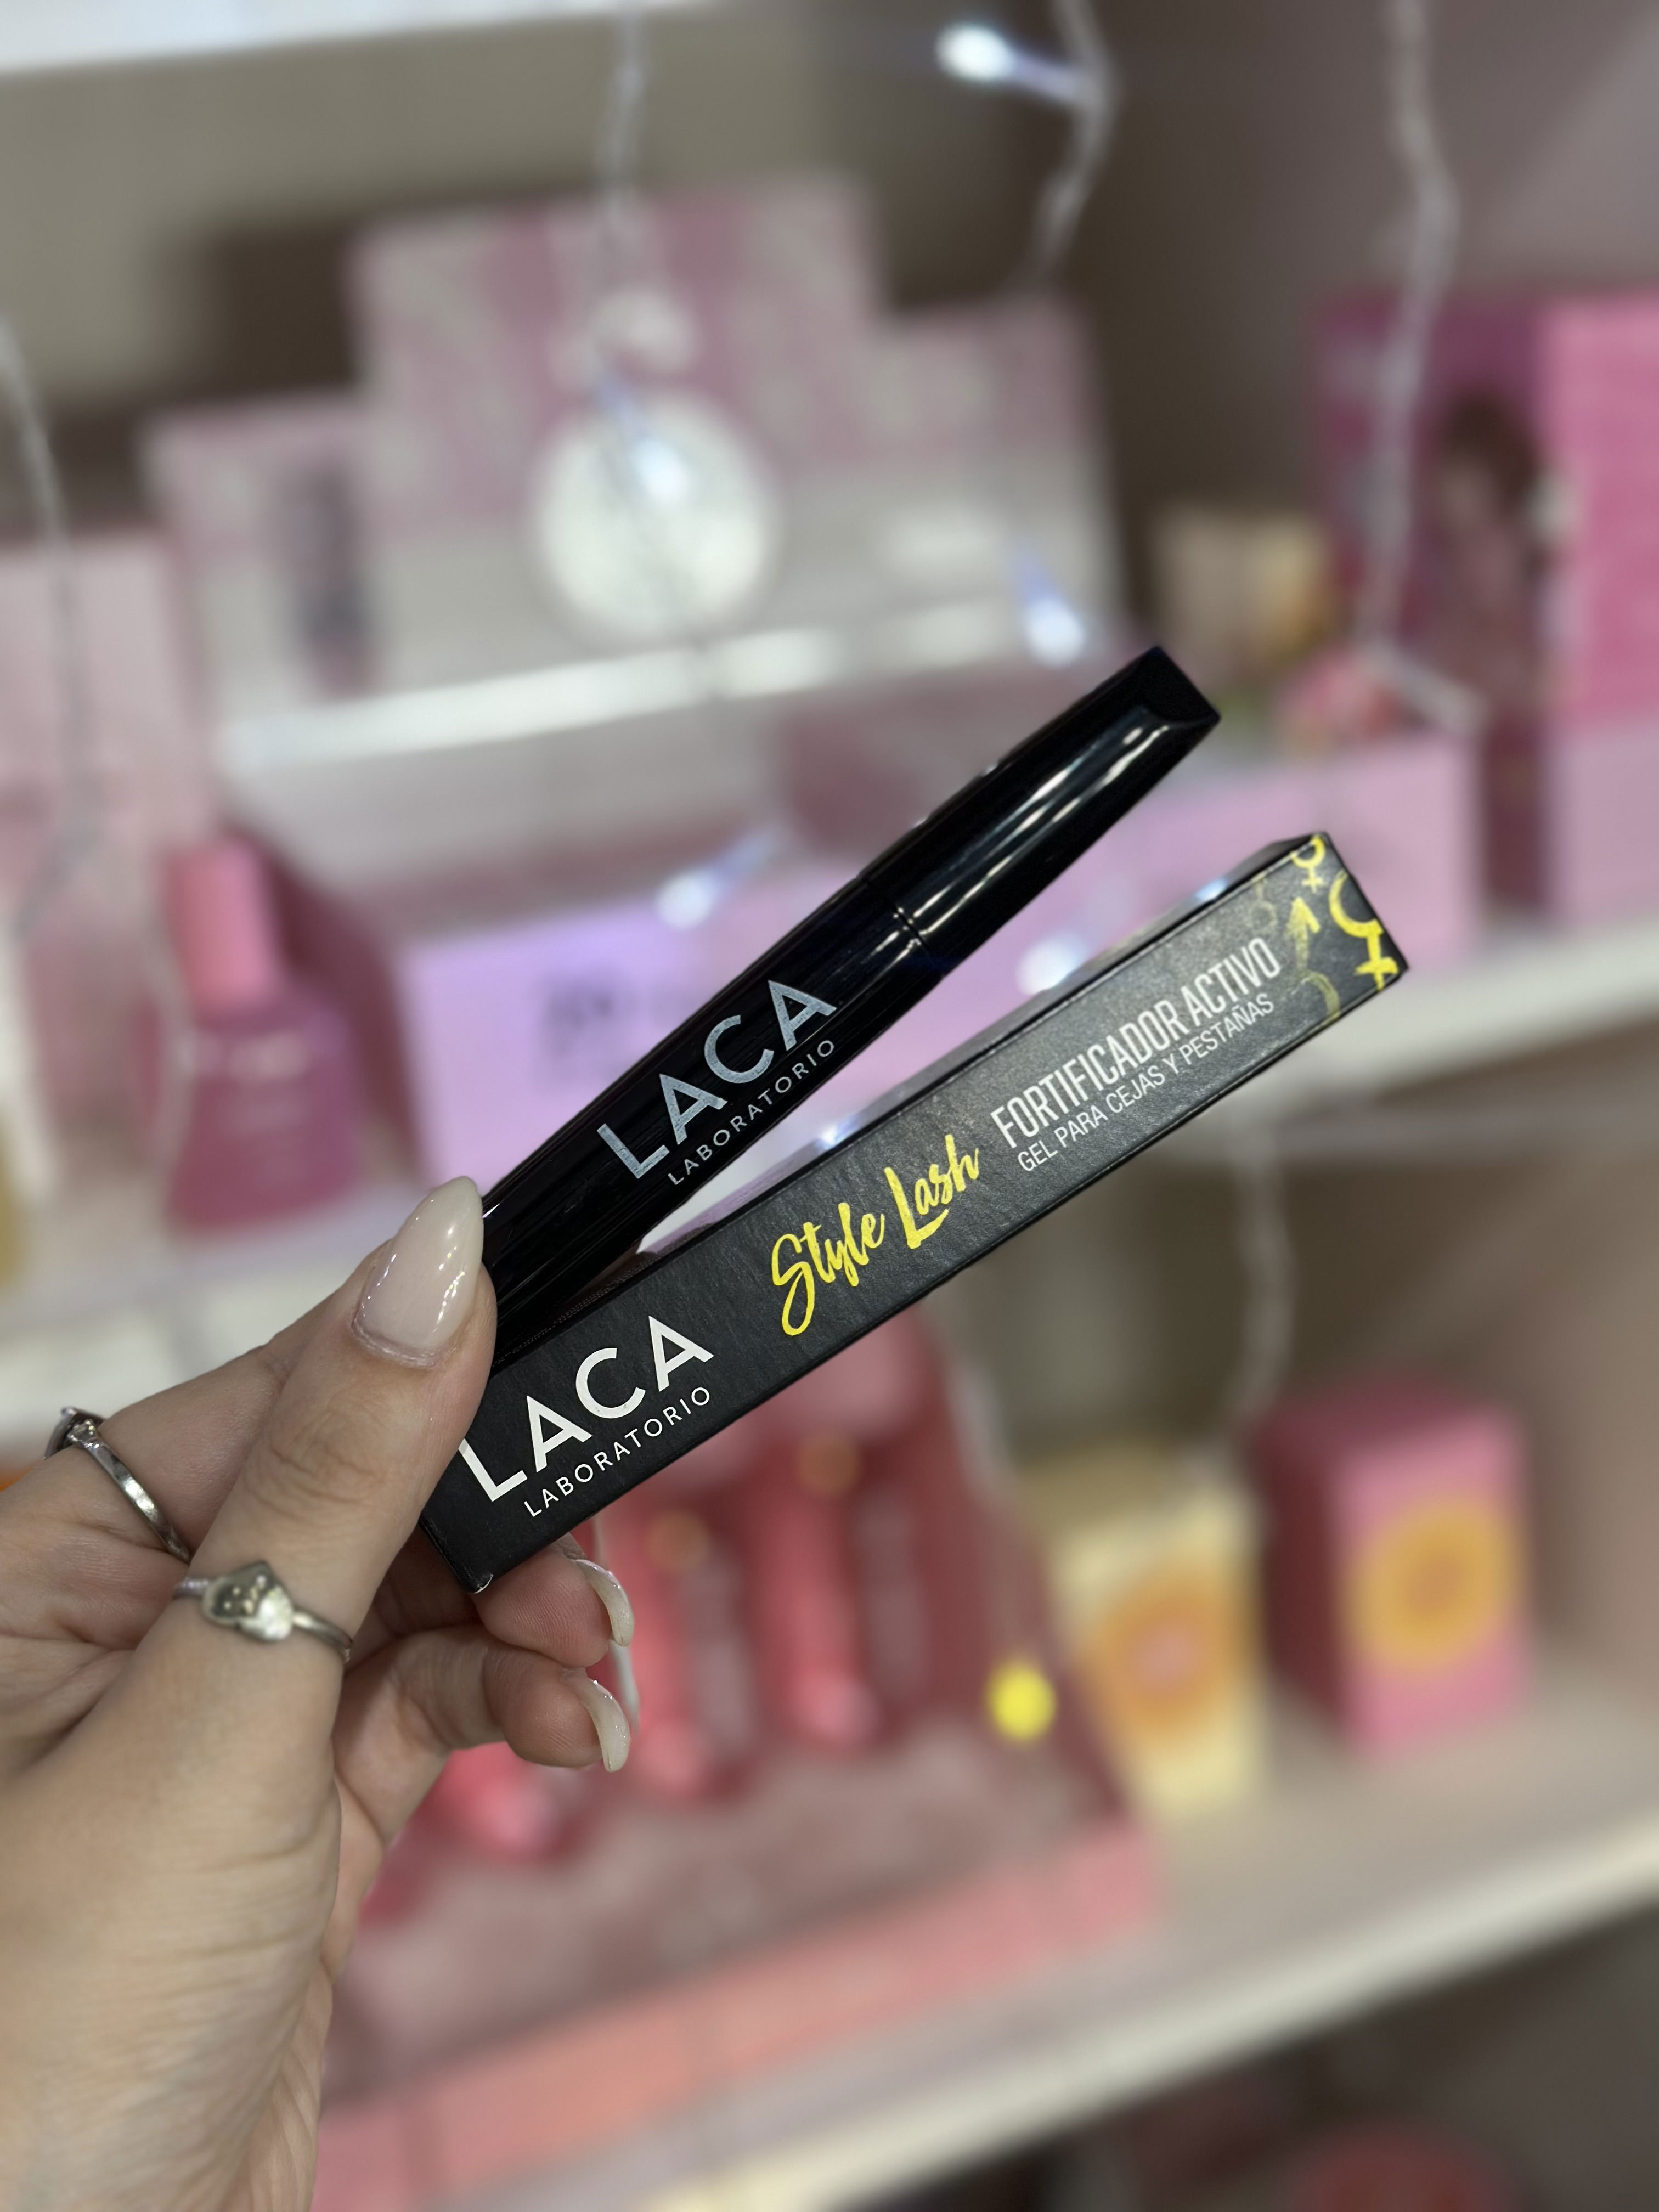 LACA
LABORATORIO
LACA
LABORATORIO
Style Lash
FORTIFICADOR ACTIVO
GEL PARA CEJAS Y PESTAÑAS